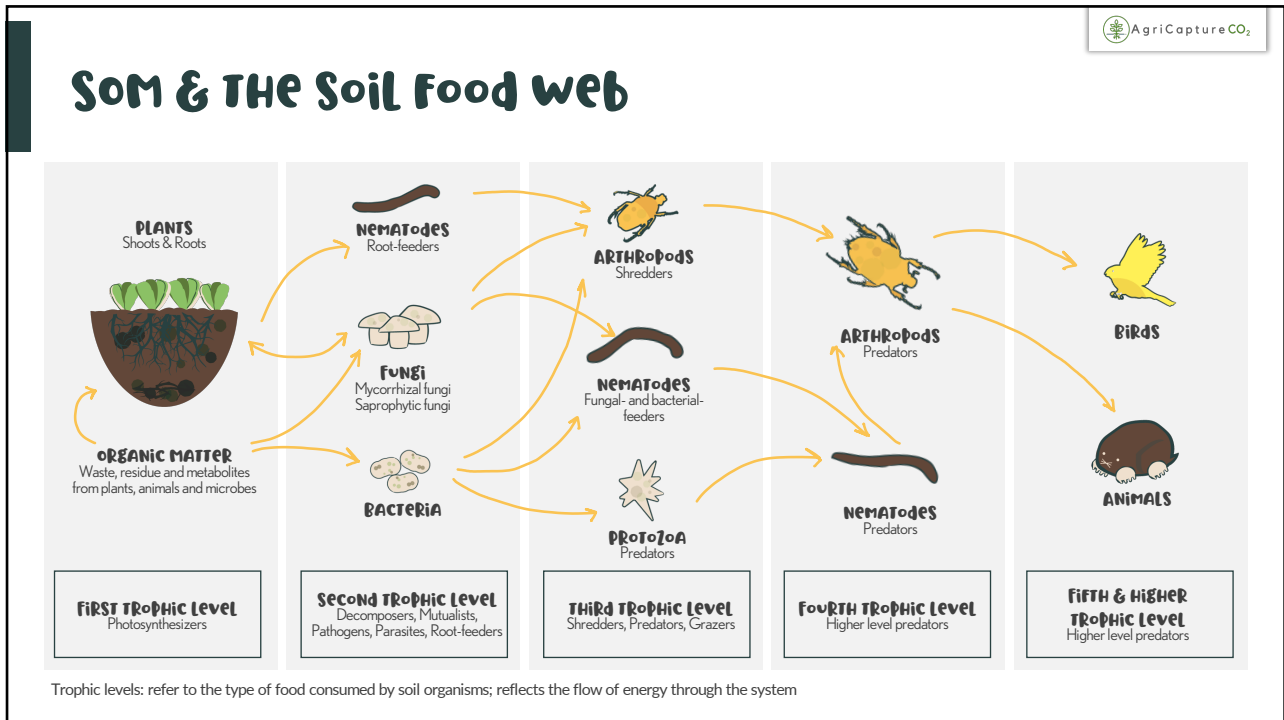 AgriCaptureCO₂
SOM & THE SOIL FOOD WEB
PLANTS
Shoots & Roots
ORGANIC MATTER
Waste, residue and metabolites
from plants, animals and microbes
NEMATODES
Root-feeders
FUNGI
Mycorrhizal fungi
Saprophytic fungi
BACTERIA
ARTHROPODS
Shredders
NEMATODES
Fungal- and bacterial-
feeders
PROTOZOA
Predators
ARTHROPODS
Predators
NEMATODES
Predators
BIRDS
ANIMALS
FIRST TROPHIC LEVEL
Photosynthesizers
SECOND TROPHIC LEVEL
Decomposers, Mutualists,
Pathogens, Parasites, Root-feeders
THIRD TROPHIC LEVEL
Shredders, Predators, Grazers
FOURTH TROPHIC LEVEL
Higher level predators
FIFTH & HIGHER
TROPHIC LEVEL
Higher level predators
Trophic levels: refer to the type of food consumed by soil organisms; reflects the flow of energy through the system